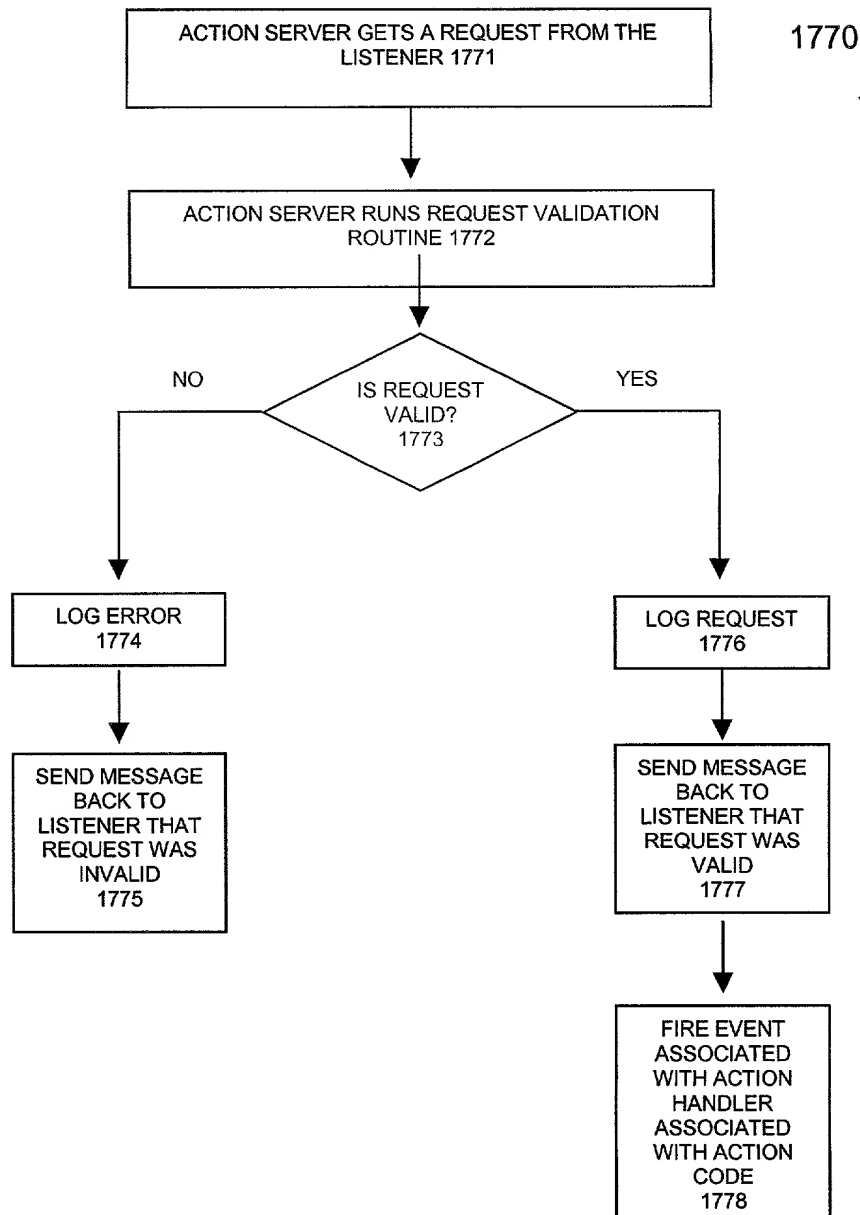 1770
ACTION SERVER GETS A REQUEST FROM THE
LISTENER 1771
ACTION SERVER RUNS REQUEST VALIDATION
ROUTINE 1772
IS REQUEST
VALID?
1773
NO
YES
LOG ERROR
1774
SEND MESSAGE
BACK TO
LISTENER THAT
REQUEST WAS
INVALID
1775
LOG REQUEST
1776
SEND MESSAGE
BACK TO
LISTENER THAT
REQUEST WAS
VALID
1777
FIRE EVENT
ASSOCIATED
WITH ACTION
HANDLER
ASSOCIATED
WITH ACTION
CODE
1778